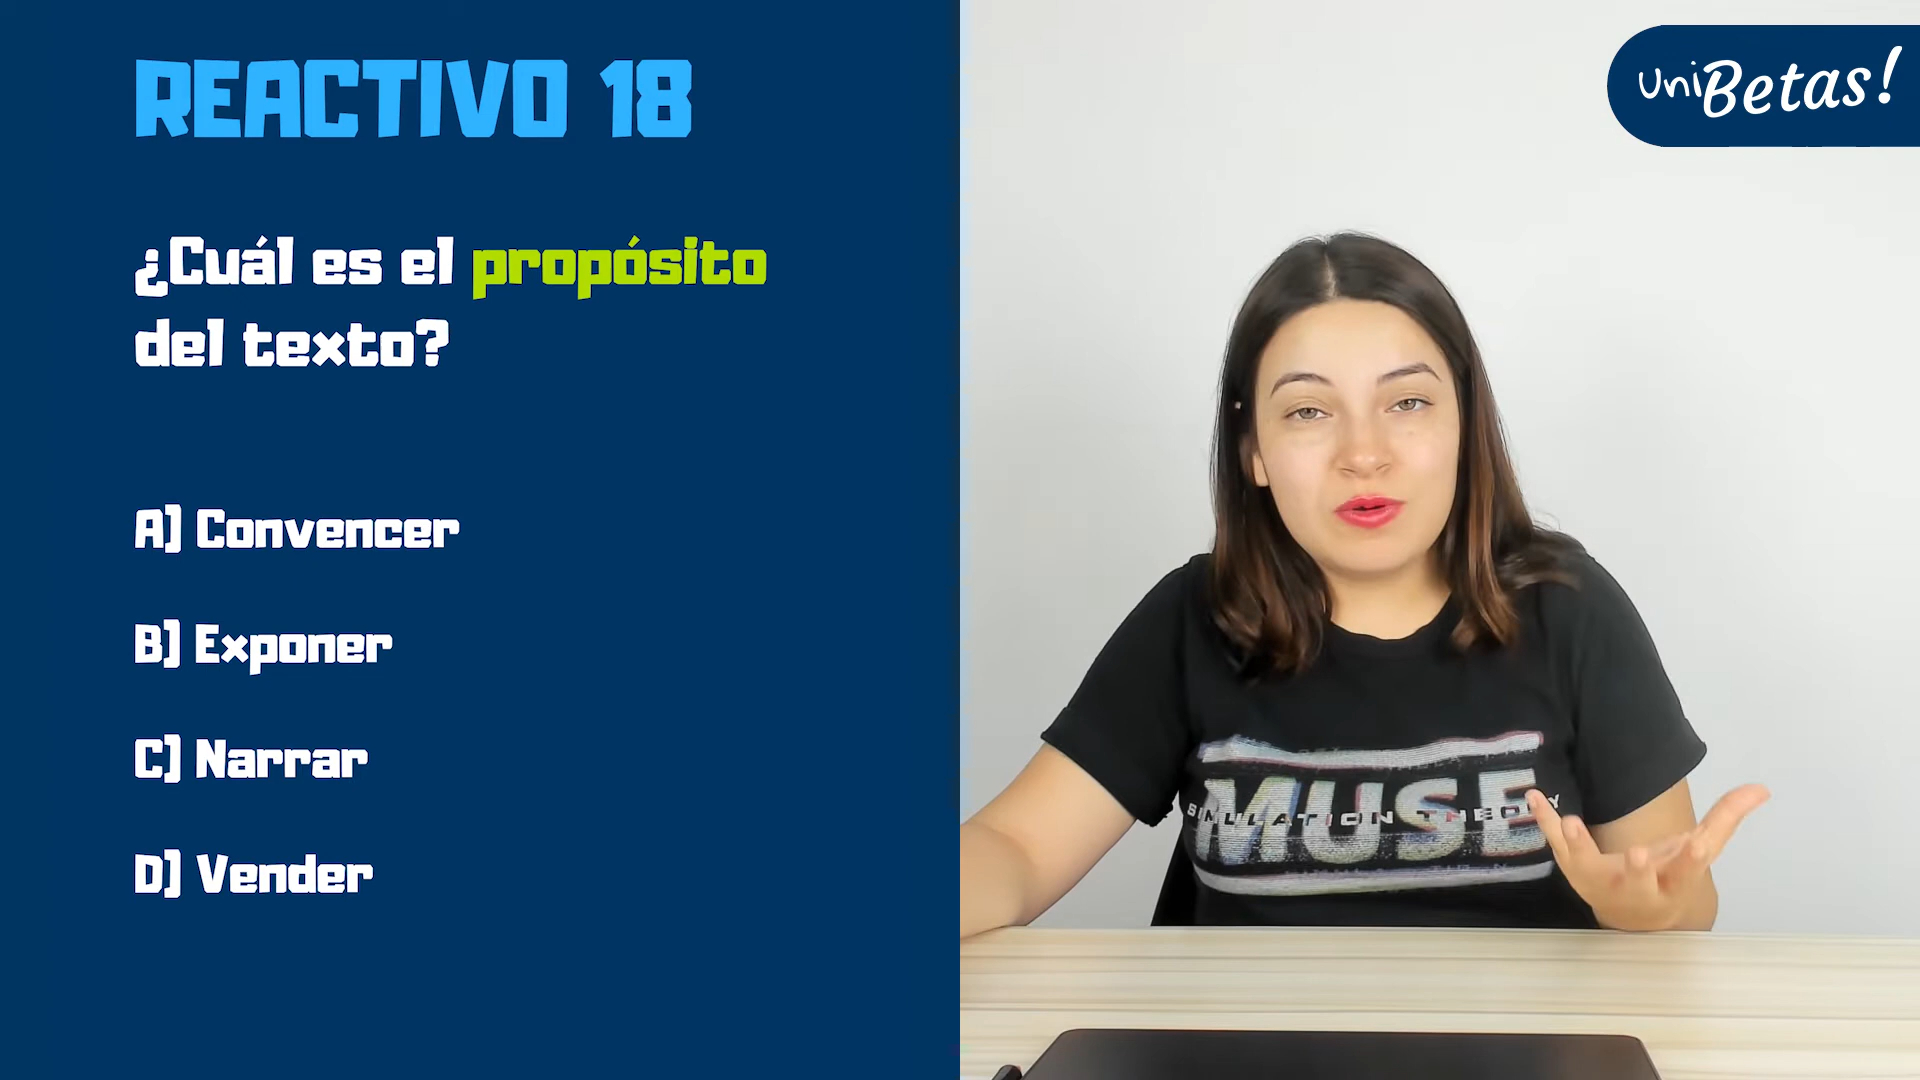 REACTIVO 18
¿Cuál es el propósito
del texto?
A) Convencer
B) Exponer
C) Narrar
D) Vender
UniBetas!
MUSE
SIMULATION THEORY